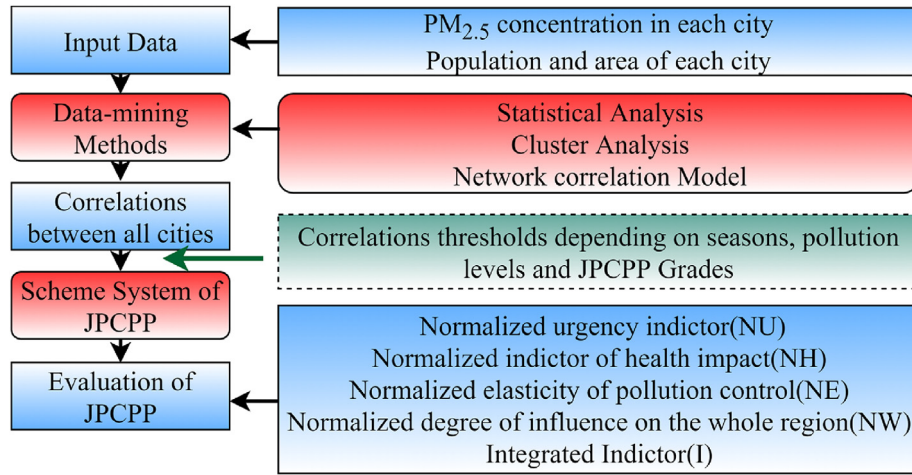 Input Data
PM2.5 concentration in each city
Population and area of each city
Data-mining
Methods
Statistical Analysis
Cluster Analysis
Network correlation Model
Correlations
between all cities
Correlations thresholds depending on seasons, pollution
levels and JPCPP Grades
Scheme System of
JPCPP
Evaluation of
JPCPP
Normalized urgency indictor(NU)
Normalized indictor of health impact(NH)
Normalized elasticity of pollution control(NE)
Normalized degree of influence on the whole region(NW)
Integrated Indictor(I)